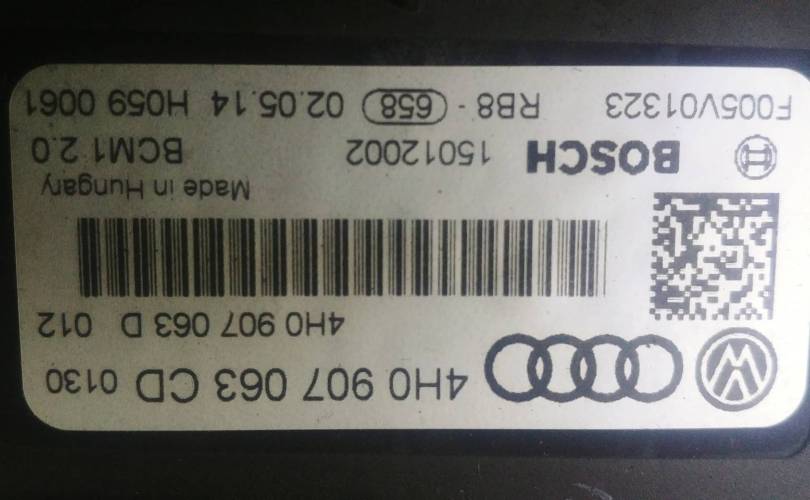 4H0 907 063 CD 0130
4H0 907 063 D 012
Made in Hungary
BOSCH 15012002 BCM1 2.0
F005V01323 RB8 - 658 02.05.14 H059 0061